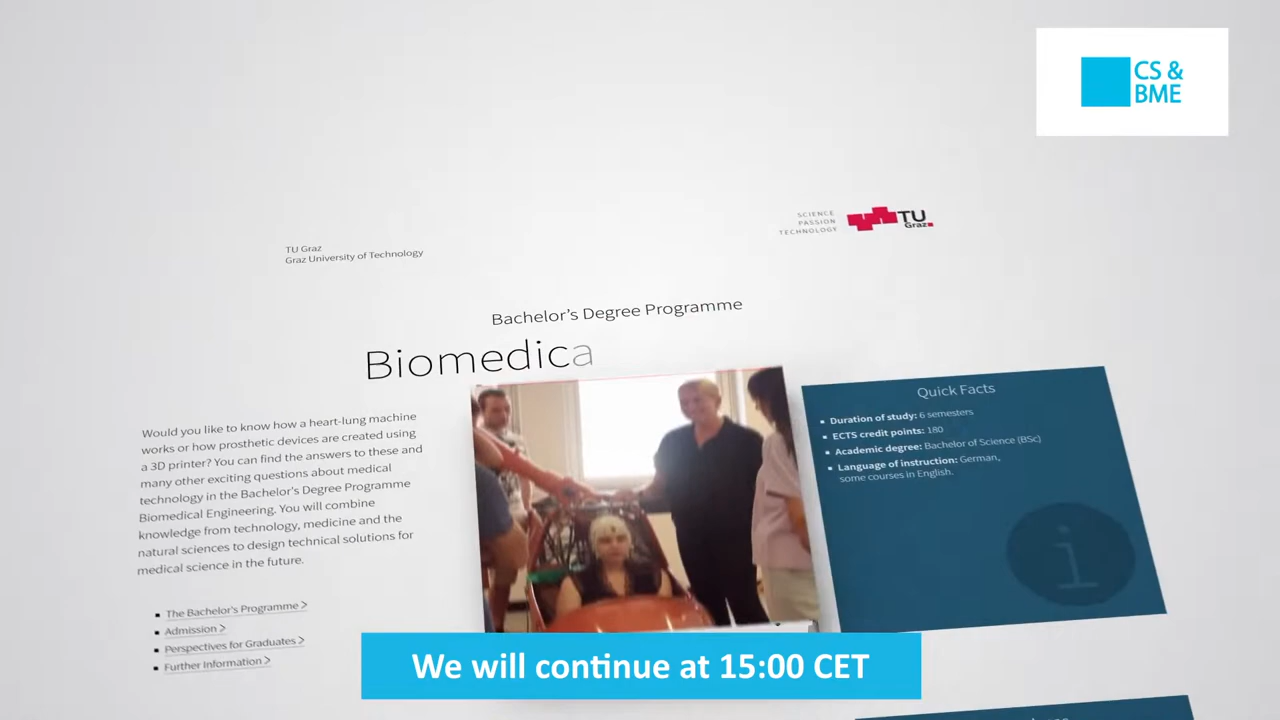 CS &
BME
SCIENCE
PASSION
TECHNOLOGY
TU
Graz
TU Graz
Graz University of Technology
Bachelor's Degree Programme
Biomedica
Would you like to know how a heart-lung machine
works or how prosthetic devices are created using
a 3D printer? You can find the answers to these and
many other exciting questions about medical
technology in the Bachelor's Degree Programme
Biomedical Engineering. You will combine
knowledge from technology, medicine and the
natural sciences to design technical solutions for
medical science in the future.
▪ The Bachelor's Programme >
▪ Admission >
▪ Perspectives for Graduates >
▪ Further Information >
Quick Facts
▪ Duration of study: 6 semesters
▪ ECTS credit points: 180
▪ Academic degree: Bachelor of Science (BSc)
▪ Language of instruction: German,
some courses in English.
i
We will continue at 15:00 CET